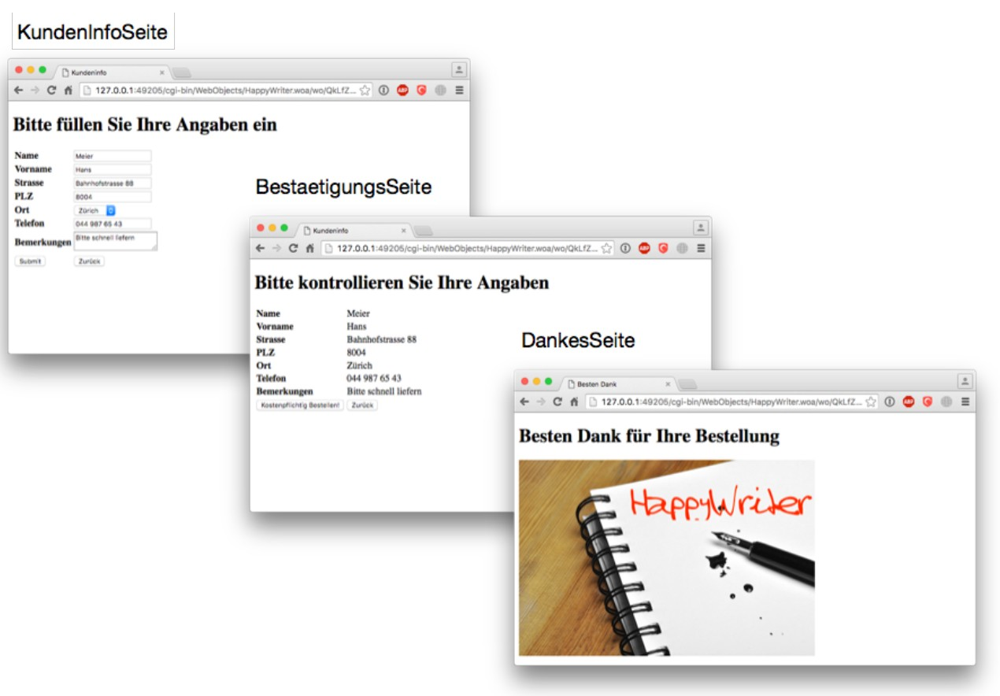 KundenInfoSeite
Kundeninfo
127.0.0.1:49205/cgi-bin/WebObjects/HappyWriter.woa/wo/QkLfZ...
ABP
Bitte füllen Sie Ihre Angaben ein
Name Meier
Vorname Hans
Strasse Bahnhofstrasse 88
PLZ 8004
Ort Zürich
Telefon 044 987 65 43
Bemerkungen Bitte schnell liefern
Submit Zurück
BestaetigungsSeite
Kundeninfo
127.0.0.1:49205/cgi-bin/WebObjects/HappyWriter.woa/wo/QkLfZ...
ABP
Bitte kontrollieren Sie Ihre Angaben
Name Meier
Vorname Hans
Strasse Bahnhofstrasse 88
PLZ 8004
Ort Zürich
Telefon 044 987 65 43
Bemerkungen Bitte schnell liefern
Kostenpflichtig Bestellen! Zurück
DankesSeite
Besten Dank
127.0.0.1:49205/cgi-bin/WebObjects/HappyWriter.woa/wo/QkLfZ...
ABP
Besten Dank für Ihre Bestellung
HappyWriter